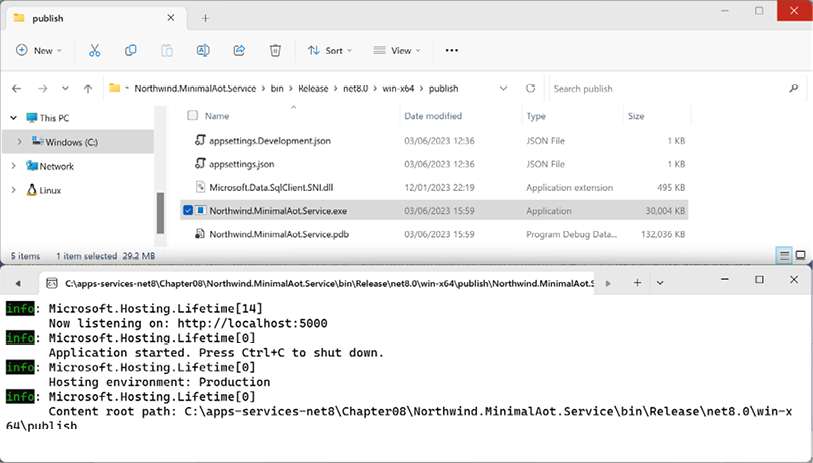 publish
New
Sort
View
Northwind.MinimalAot.Service > bin > Release > net8.0 > win-x64 > publish
Search publish
This PC
Windows (C:)
Network
Linux
Name Date modified Type Size
appsettings.Development.json 03/06/2023 12:36 JSON File 1 KB
appsettings.json 03/06/2023 12:36 JSON File 1 KB
Microsoft.Data.SqlClient.SNI.dll 12/01/2023 22:19 Application extension 495 KB
Northwind.MinimalAot.Service.exe 03/06/2023 15:59 Application 30,004 KB
Northwind.MinimalAot.Service.pdb 03/06/2023 15:59 Program Debug Data... 132,036 KB
5 items 1 item selected 29.2 MB
C:\apps-services-net8\Chapter08\Northwind.MinimalAot.Service\bin\Release\net8.0\win-x64\publish\Northwind.MinimalAot.S
info: Microsoft.Hosting.Lifetime[14]
Now listening on: http://localhost:5000
info: Microsoft.Hosting.Lifetime[0]
Application started. Press Ctrl+C to shut down.
info: Microsoft.Hosting.Lifetime[0]
Hosting environment: Production
info: Microsoft.Hosting.Lifetime[0]
Content root path: C:\apps-services-net8\Chapter08\Northwind.MinimalAot.Service\bin\Release\net8.0\win-x
64\publish